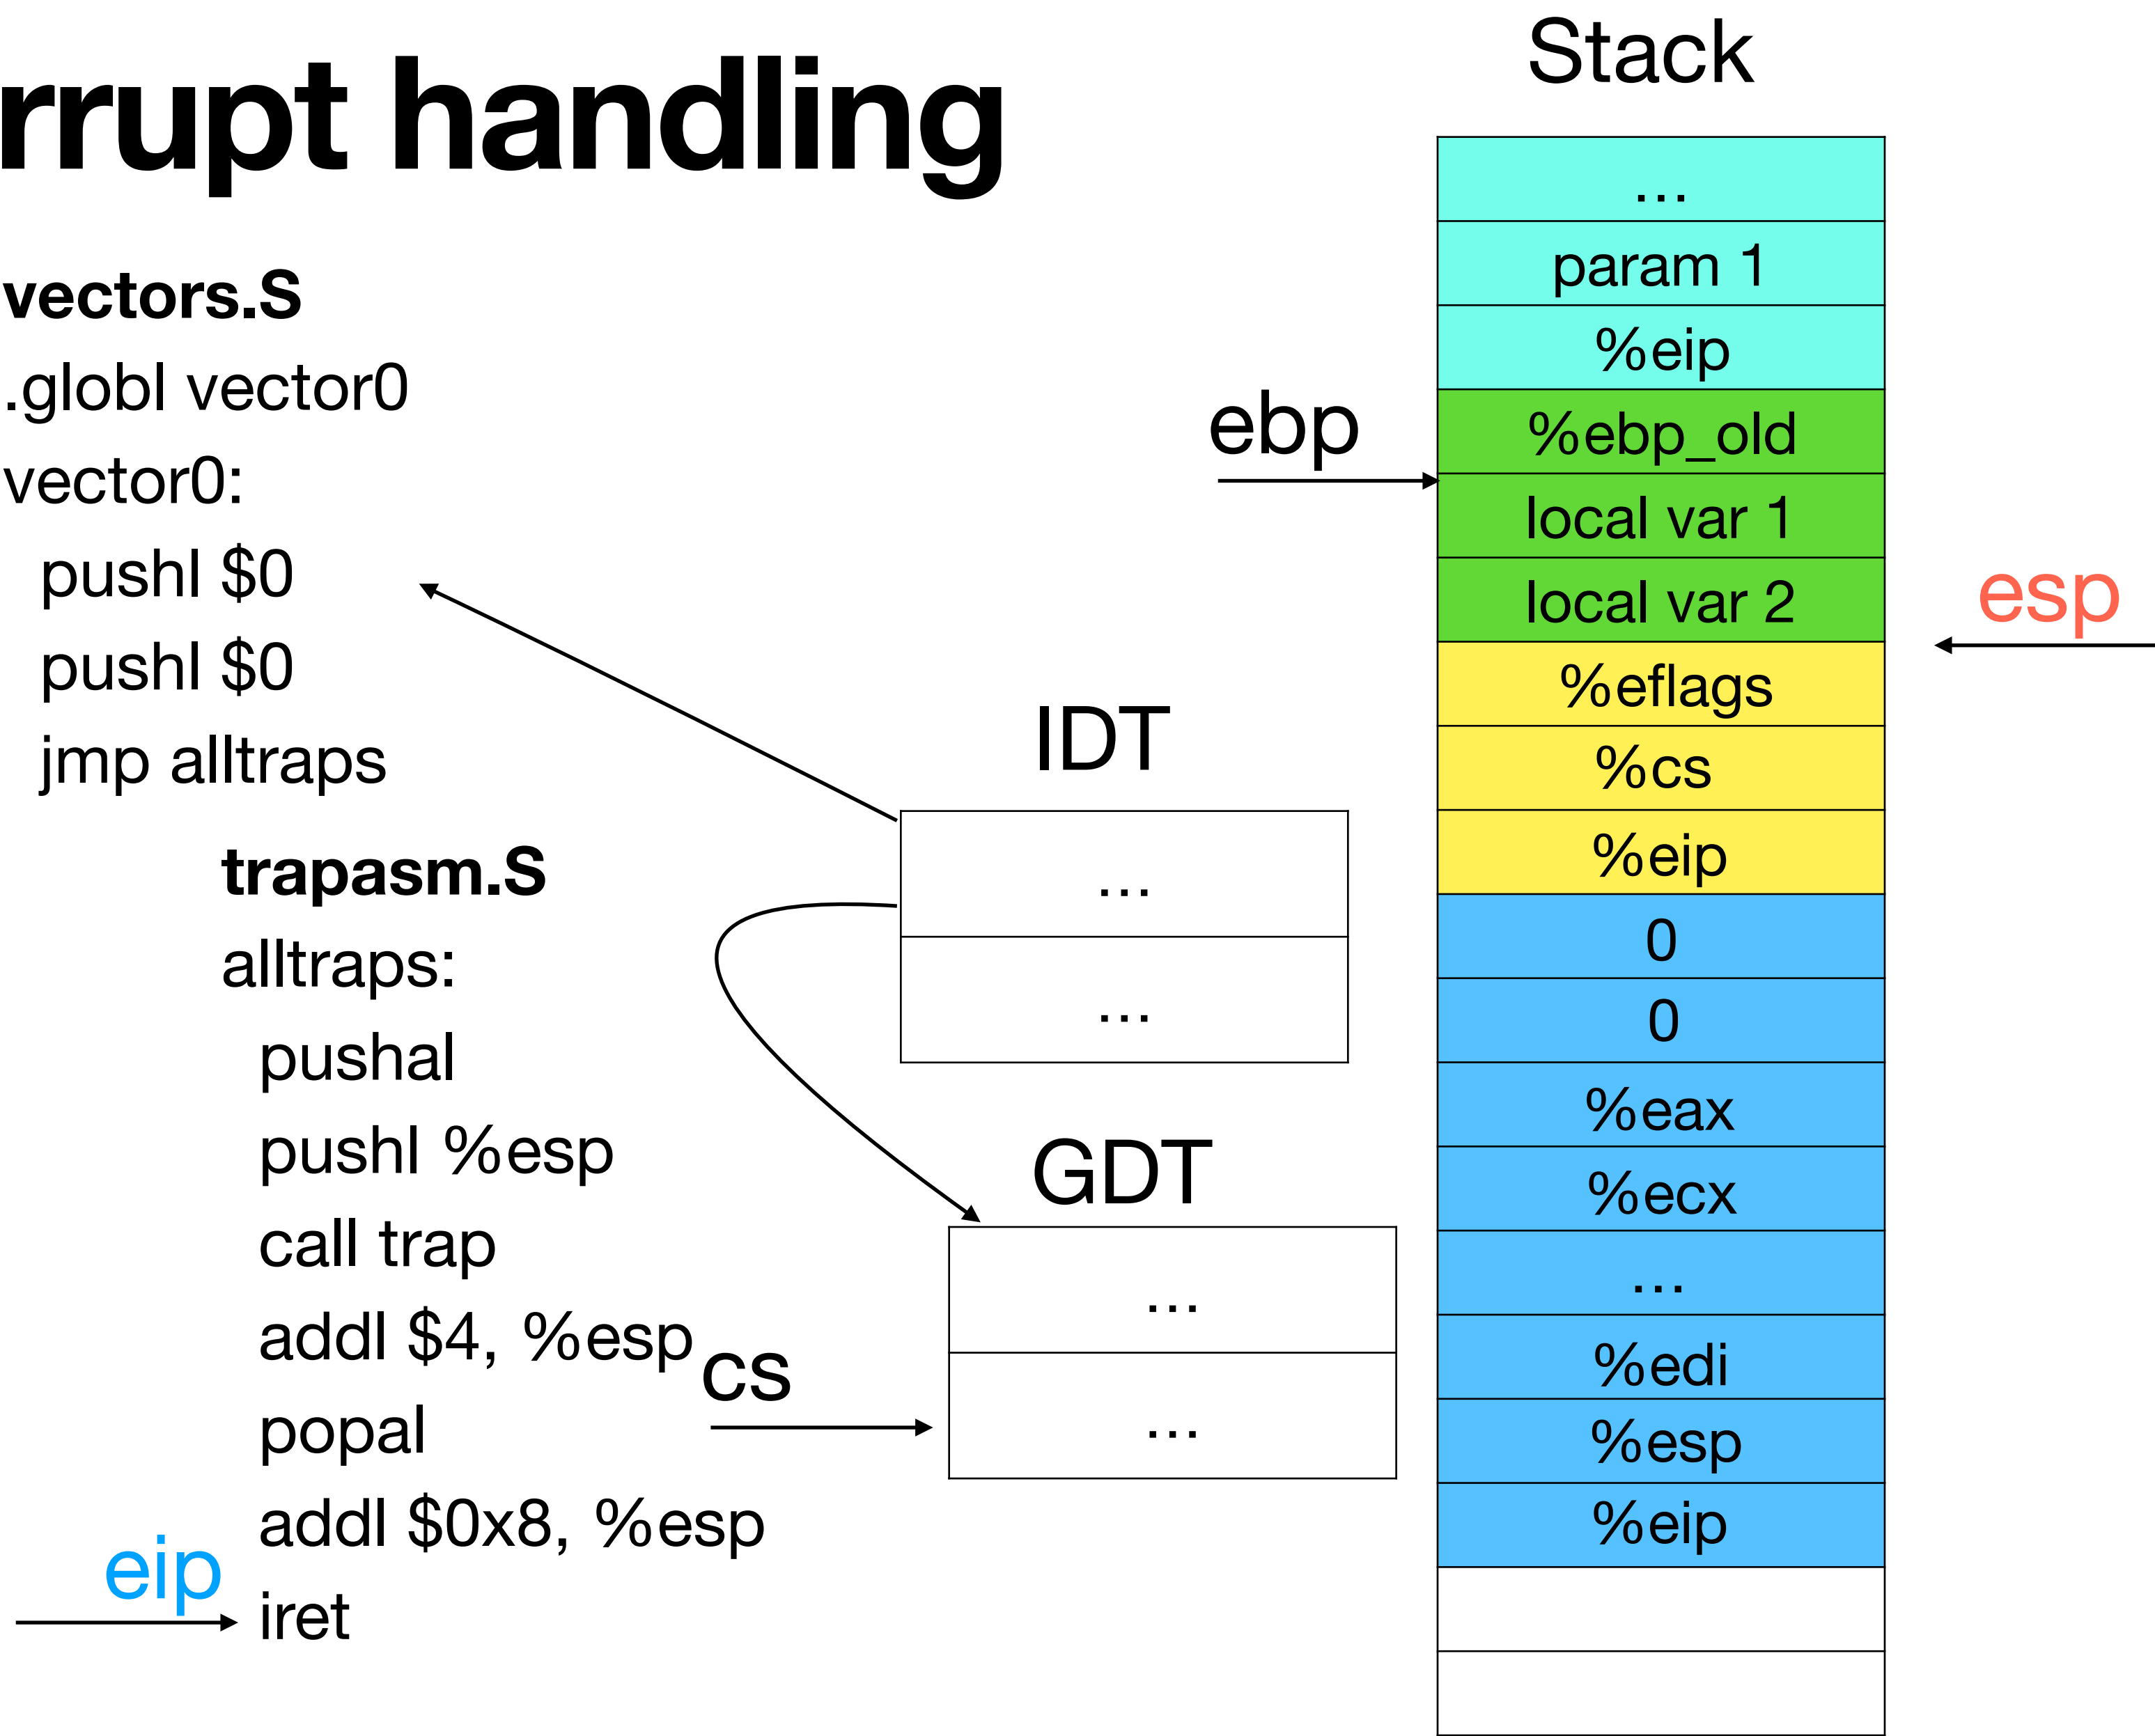 rrupt handling
vectors.S
.globl vector0
vector0:
pushl $0
pushl $0
jmp alltraps
trapasm.S
alltraps:
pushal
pushl %esp
call trap
addl $4, %esp
popal
addl $0x8, %esp
eip
iret
IDT
...
...
GDT
...
cs
...
Stack
...
param 1
%eip
ebp
%ebp_old
local var 1
local var 2
esp
%eflags
%cs
%eip
0
0
%eax
%ecx
...
%edi
%esp
%eip